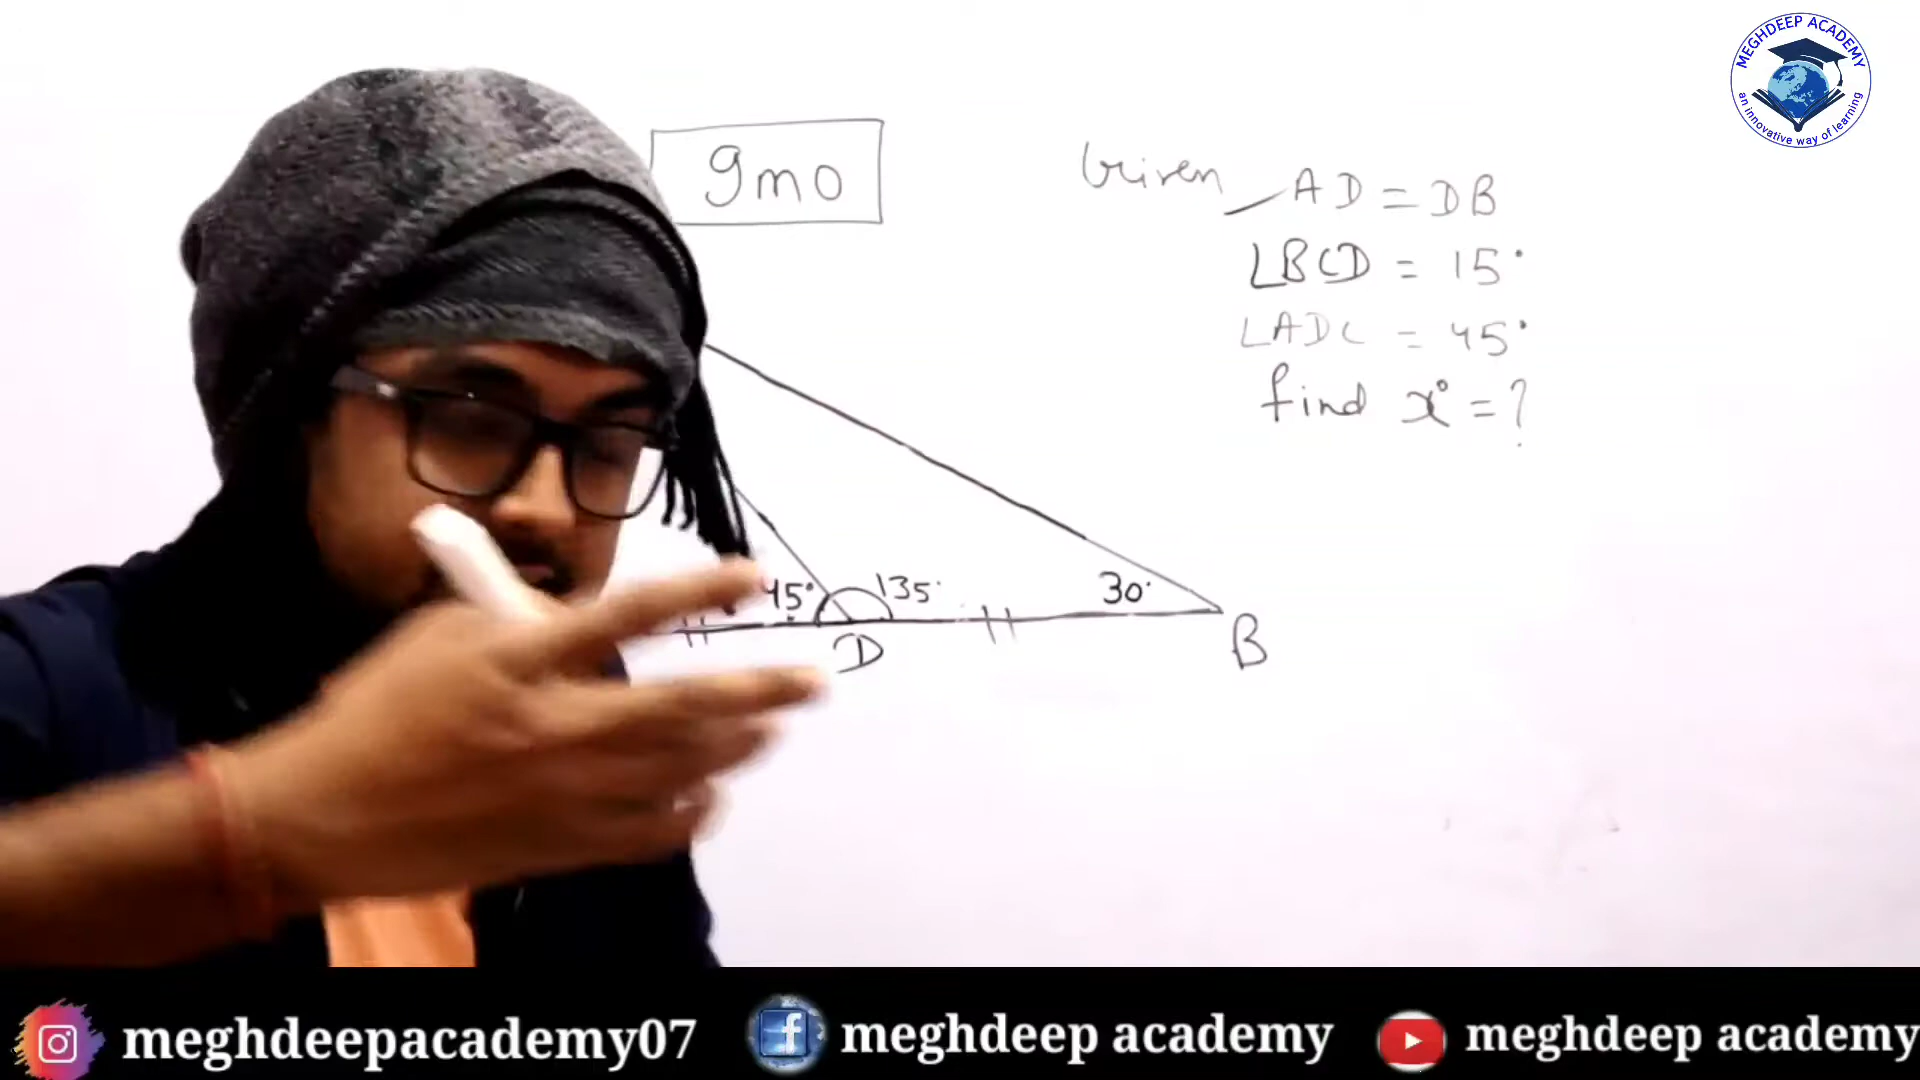 MEGHDEEP ACADEMY
an innovative way of learning
9mo
Given AD = DB
∠BCD = 15°
∠ADC = 45°
find x° = ?
45° 135° 30°
D B
meghdeepacademy07 meghdeep academy meghdeep academy